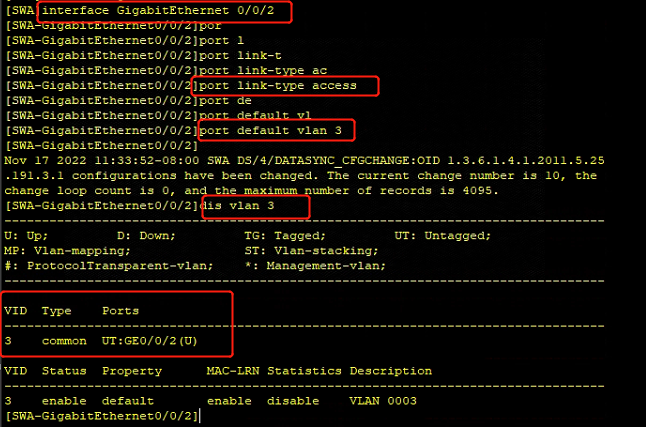 [SWA]interface GigabitEthernet 0/0/2
[SWA-GigabitEthernet0/0/2]por
[SWA-GigabitEthernet0/0/2]port l
[SWA-GigabitEthernet0/0/2]port link-t
[SWA-GigabitEthernet0/0/2]port link-type ac
[SWA-GigabitEthernet0/0/2]port link-type access
[SWA-GigabitEthernet0/0/2]port de
[SWA-GigabitEthernet0/0/2]port default vl
[SWA-GigabitEthernet0/0/2]port default vlan 3
[SWA-GigabitEthernet0/0/2]
Nov 17 2022 11:33:52-08:00 SWA DS/4/DATASYNC_CFGCHANGE:OID 1.3.6.1.4.1.2011.5.25
.191.3.1 configurations have been changed. The current change number is 10, the
change loop count is 0, and the maximum number of records is 4095.
[SWA-GigabitEthernet0/0/2]dis vlan 3
--------------------------------------------------------------------------------
U: Up; D: Down; TG: Tagged; UT: Untagged;
MP: Vlan-mapping; ST: Vlan-stacking;
#: ProtocolTransparent-vlan; *: Management-vlan;
--------------------------------------------------------------------------------
VID Type Ports
--------------------------------------------------------------------------------
3 common UT:GE0/0/2(U)
VID Status Property MAC-LRN Statistics Description
--------------------------------------------------------------------------------
3 enable default enable disable VLAN 0003
[SWA-GigabitEthernet0/0/2]